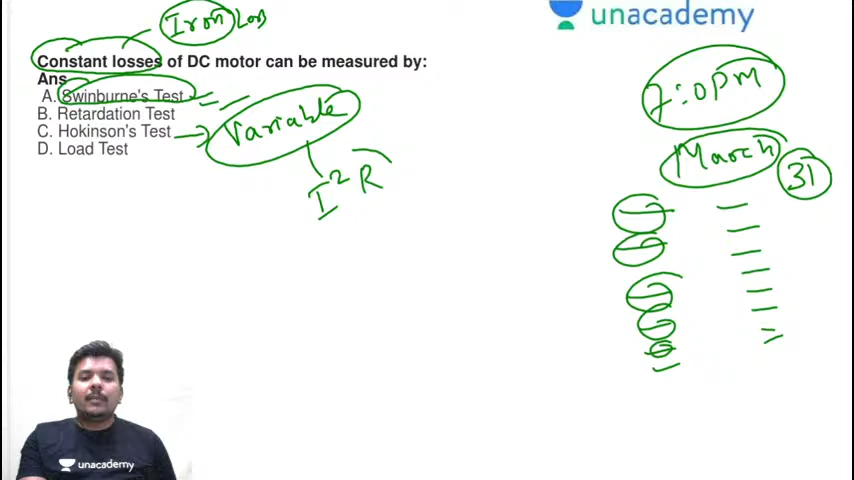 Iron Loss
unacademy
Constant losses of DC motor can be measured by:
Ans
A. Swinburne's Test
B. Retardation Test
C. Hokinson's Test
D. Load Test
Variable
I²R
7:0PM
March
31
unacademy